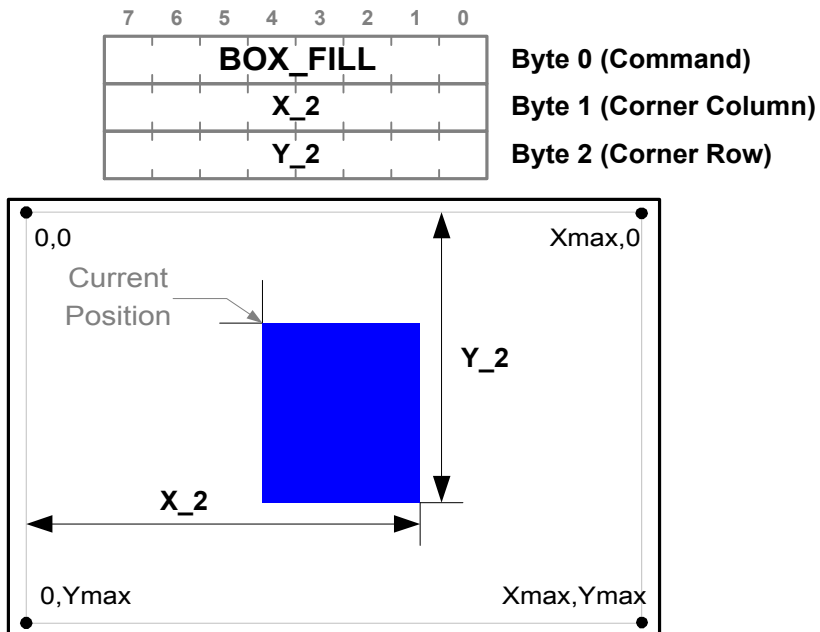 7 6 5 4 3 2 1 0
BOX_FILL Byte 0 (Command)
X_2 Byte 1 (Corner Column)
Y_2 Byte 2 (Corner Row)
0,0 Xmax,0
Current
Position
Y_2
X_2
0,Ymax Xmax,Ymax